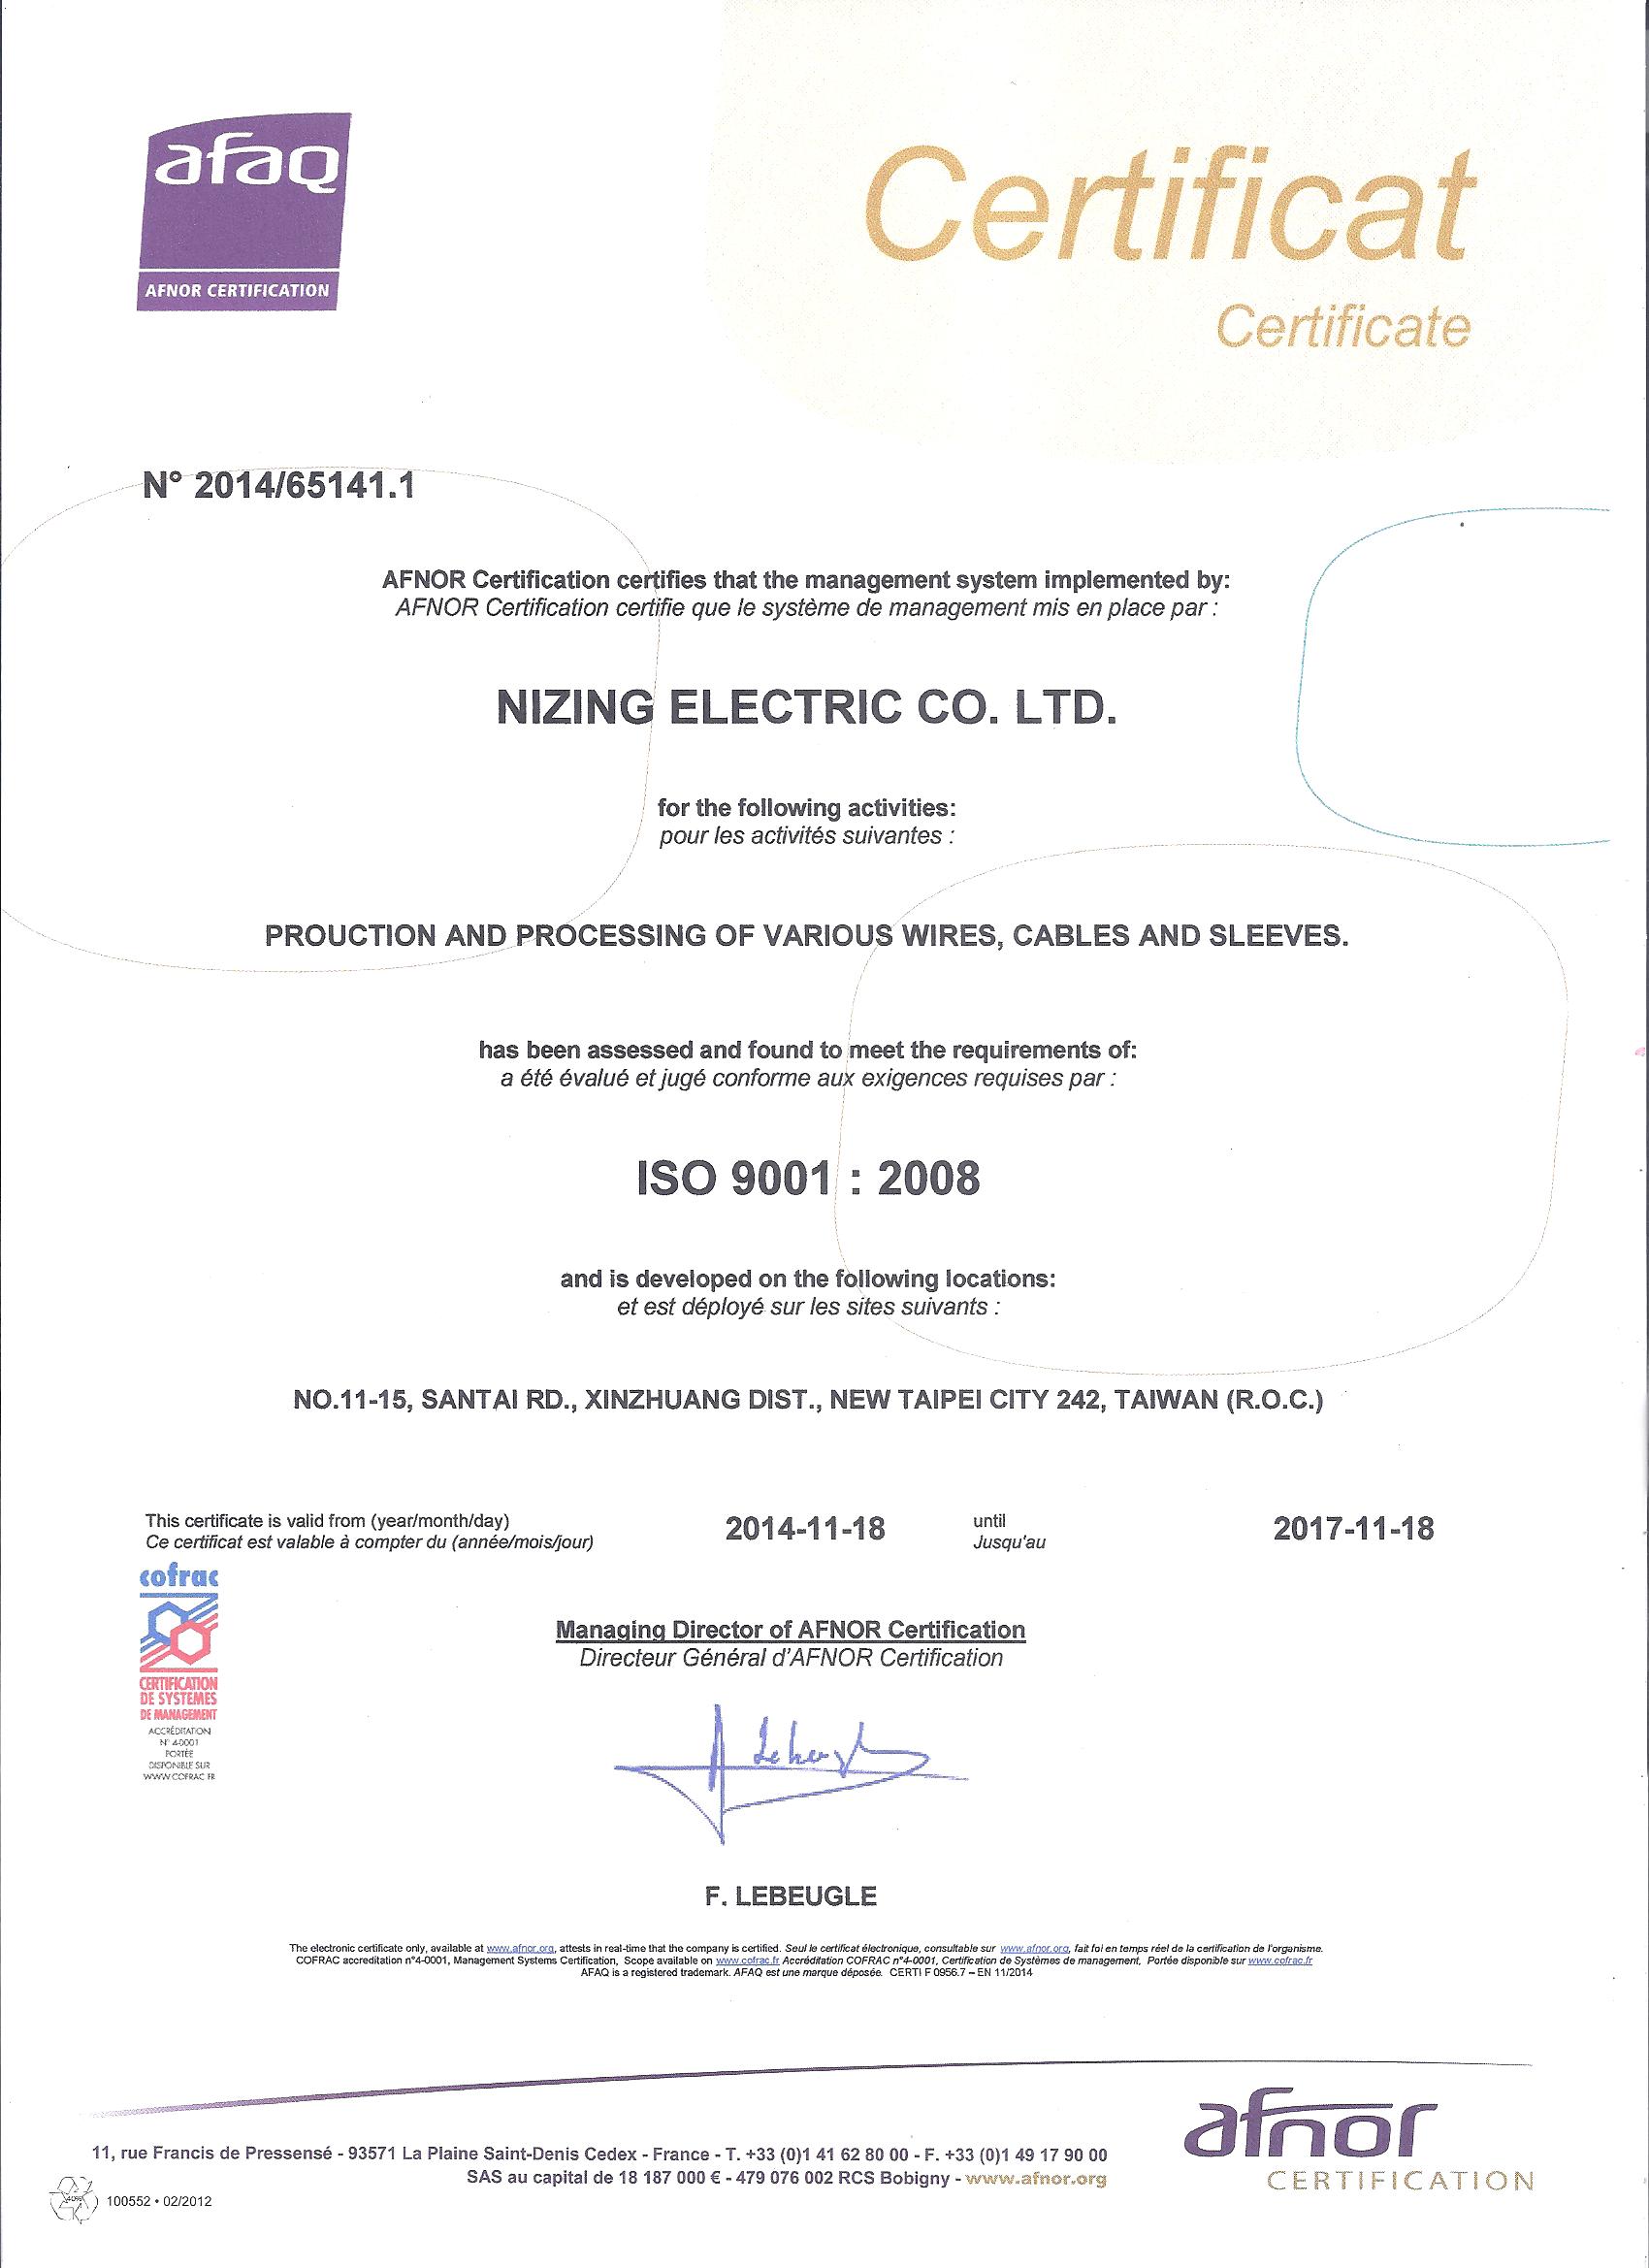 afaq
AFNOR CERTIFICATION
Certificat
Certificate
N° 2014/65141.1
AFNOR Certification certifies that the management system implemented by:
AFNOR Certification certifie que le système de management mis en place par :
NIZING ELECTRIC CO. LTD.
for the following activities:
pour les activités suivantes :
PROUCTION AND PROCESSING OF VARIOUS WIRES, CABLES AND SLEEVES.
has been assessed and found to meet the requirements of:
a été évalué et jugé conforme aux exigences requises par :
ISO 9001 : 2008
and is developed on the following locations:
et est déployé sur les sites suivants :
NO.11-15, SANTAI RD., XINZHUANG DIST., NEW TAIPEI CITY 242, TAIWAN (R.O.C.)
This certificate is valid from (year/month/day) 2014-11-18 until 2017-11-18
Ce certificat est valable à compter du (année/mois/jour) Jusqu'au
cofrac
CERTIFICATION
DE SYSTEMES
DE MANAGEMENT
ACCRÉDITATION
N° 4-0001
PORTÉE
DISPONIBLE SUR
WWW.COFRAC.FR
Managing Director of AFNOR Certification
Directeur Général d'AFNOR Certification
F. LEBEUGLE
The electronic certificate only, available at www.afnor.org, attests in real-time that the company is certified. Seul le certificat électronique, consultable sur www.afnor.org, fait foi en temps réel de la certification de l'organisme.
COFRAC accreditation n°4-0001, Management Systems Certification, Scope available on www.cofrac.fr Accréditation COFRAC n°4-0001, Certification de Systèmes de management, Portée disponible sur www.cofrac.fr
AFAQ is a registered trademark. AFAQ est une marque déposée. CERTI F 0956.7 – EN 11/2014
11, rue Francis de Pressensé - 93571 La Plaine Saint-Denis Cedex - France - T. +33 (0)1 41 62 80 00 - F. +33 (0)1 49 17 90 00
SAS au capital de 18 187 000 € - 479 076 002 RCS Bobigny - www.afnor.org
100552 • 02/2012
afnor
CERTIFICATION